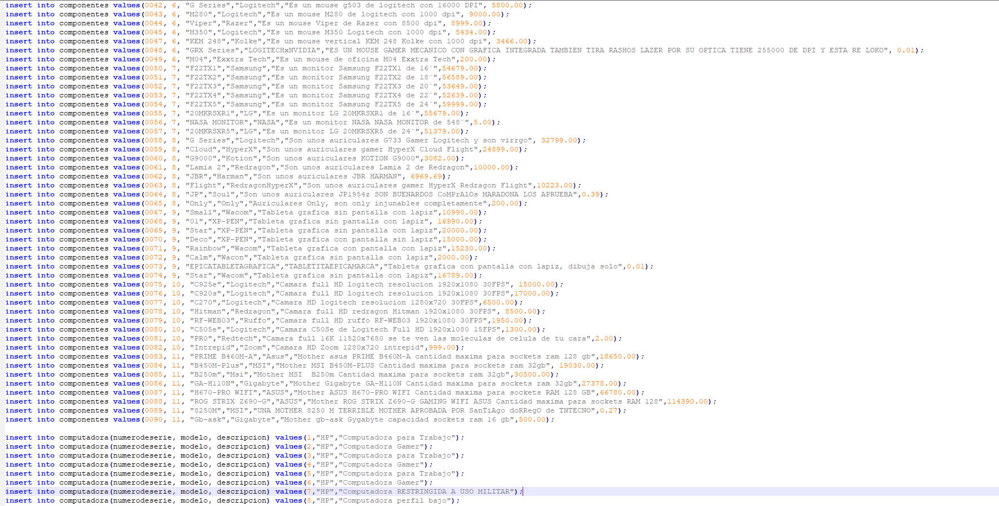 insert into componentes values(0042, 6, "G Series","Logitech","Es un mouse g503 de logitech con 16000 DPI", 5800.00);
insert into componentes values(0043, 6, "M280","Logitech","Es un mouse M280 de logitech con 1000 dpi", 9000.00);
insert into componentes values(0044, 6, "Viper","Razer","Es un mouse Viper de Razer con 8500 dpi", 8999.00);
insert into componentes values(0045, 6, "M350","Logitech","Es un mouse M350 Logitech con 1000 dpi", 5434.00);
insert into componentes values(0047, 6, "KEM 248","Kolke","Es un mouse vertical KEM 248 Kolke con 1000 dpi", 3466.00);
insert into componentes values(0048, 6, "GRX Series","LOGITECHxNVIDIA","ES UN MOUSE GAMER MECANICO CON GRAFICA INTEGRADA TAMBIEN TIRA RASHOS LAZER POR SU OPTICA TIENE 255000 DE DPI Y ESTA RE LOKO", 0.01);
insert into componentes values(0049, 6, "M04","Exxtra Tech","Es un mouse de oficina M04 Exxtra Tech",200.00);
insert into componentes values(0050, 7, "F22TX1","Samsung","Es un monitor Samsung F22TX1 de 16´",54679.00);
insert into componentes values(0051, 7, "F22TX2","Samsung","Es un monitor Samsung F22TX2 de 18´",56589.00);
insert into componentes values(0052, 7, "F22TX3","Samsung","Es un monitor Samsung F22TX3 de 20´",53649.00);
insert into componentes values(0053, 7, "F22TX4","Samsung","Es un monitor Samsung F22TX4 de 22´",52639.00);
insert into componentes values(0054, 7, "F22TX5","Samsung","Es un monitor Samsung F22TX5 de 24´",59999.00);
insert into componentes values(0055, 7, "20MKRSXR1","LG","Es un monitor LG 20MKRSXR1 de 16´",55679.00);
insert into componentes values(0056, 7, "NASA MONITOR","NASA","Es un monitor NASA NASA MONITOR de 548´",5.00);
insert into componentes values(0057, 7, "20MKRSXR5","LG","Es un monitor LG 20MKRSXR5 de 24´",51379.00);
insert into componentes values(0058, 8, "G Series","Logitech","Son unos auriculares G733 Gamer Logitech y son virrgo", 32799.00);
insert into componentes values(0059, 8, "Cloud","HyperX","Son unos auriculares gamer HyperX Cloud Flight",24899.00);
insert into componentes values(0060, 8, "G9000","Kotion","Son unos auriculares KOTION G9000",3082.00);
insert into componentes values(0061, 8, "Lamia 2","Redragon","Son unos auriculares Lamia 2 de Redragon",10000.00);
insert into componentes values(0062, 8, "JBR","Harman","Son unos auriculares JBR HARMAN", 6969.69);
insert into componentes values(0063, 8, "Flight","RedragonHyperX","Son unos auriculares gamer HyperX Redragon Flight",10223.00);
insert into componentes values(0064, 8, "JP","Soul","Son unos auriculares JP1954z SON BUENARDOS CoMPrAlOs MARADONA LOS APRUEBA",0.39);
insert into componentes values(0065, 8, "Only","Only","Auriculares Only, son only injunables completamente",200.00);
insert into componentes values(0067, 9, "Small","Wacom","Tableta grafica sin pantalla con lapiz",10990.00);
insert into componentes values(0068, 9, "01","XP-PEN","Tableta grafica sin pantalla con lapiz", 16990.00);
insert into componentes values(0069, 9, "Star","XP-PEN","Tableta grafica sin pantalla con lapiz",20000.00);
insert into componentes values(0070, 9, "Deco","XP-PEN","Tableta grafica con pantalla sin lapiz",15000.00);
insert into componentes values(0071, 9, "Rainbow","Wacom","Tableta grafica con pantalla con lapiz",15230.00);
insert into componentes values(0072, 9, "Calm","Wacon","Tableta grafica sin pantalla con lapiz",2000.00);
insert into componentes values(0073, 9, "EPICATABLETAGRAFICA","TABLETITAEPICAMARCA","Tableta grafica con pantalla con lapiz, dibuja solo",0.01);
insert into componentes values(0074, 9, "Star","Wacom","Tableta grafica sin pantalla con lapiz",16789.00);
insert into componentes values(0075, 10, "C925e","Logitech","Camara full HD logitech resolucion 1920x1080 30FPS", 15000.00);
insert into componentes values(0076, 10, "C920s","Logitech","Camara full HD logitech resolucion 1920x1080 30FPS",17000.00);
insert into componentes values(0077, 10, "C270","Logitech","Camara HD logitech resolucion 1280x720 30FPS",6500.00);
insert into componentes values(0078, 10, "Hitman","Redragon","Camara full HD redragon Hitman 1920x1080 30FPS", 8500.00);
insert into componentes values(0079, 10, "RF-WEB03","Ruffo","Camara full HD ruffo RF-WEB03 1920x1080 30FPS",1950.00);
insert into componentes values(0080, 10, "C505e","Logitech","Camara C50Se de Logitech Full HD 1920x1080 15FPS",1300.00);
insert into componentes values(0081, 10, "PR0","Redtech","Camara full 16K 11520x7680 se te ven las moleculas de celula de tu cara",2.00);
insert into componentes values(0082, 10, "Intrepid","Zoom","Camara HD Zoom 1280x720 intrepid",999.00);
insert into componentes values(0083, 11, "PRIME B460M-A","Asus","Mother asus PRIME B460M-A cantidad maxima para sockets ram 128 gb",18650.00);
insert into componentes values(0084, 11, "B450M-Plus","MSI","Mother MSI B450M-PLUS Cantidad maxima para sockets ram 32gb", 19030.00);
insert into componentes values(0085, 11, "B250m","Msi","Mother MSI  B250m Cantidad maxima para sockets ram 32gb",30500.00);
insert into componentes values(0086, 11, "GA-H110N","Gigabyte","Mother Gigabyte GA-H110N Cantidad maxima para sockets ram 32gb",27378.00);
insert into componentes values(0087, 11, "H670-PRO WIFI","ASUS","Mother ASUS H670-PRO WIFI Cantidad maxima para sockets RAM 128 GB",66780.00);
insert into componentes values(0088, 11, "ROG STRIX Z690-G","ASUS","Mother ROG STRIX Z690-G GAMING WIFI ASUS Cantidad maxima para sockets RAM 128",114390.00);
insert into componentes values(0089, 11, "8250M","MSI","UNA MOTHER 8250 M TERRIBLE MOTHER APROBADA POR SanTiAgo doRRegO de TNTECNO",0.27);
insert into componentes values(0090, 11, "Gb-ask","Gigabyte","Mother gb-ask Gygabyte capacidad sockets ram 16 gb",500.00);
insert into computadora(numerodeserie, modelo, descripcion) values(1,"HP","Computadora para Trabajo");
insert into computadora(numerodeserie, modelo, descripcion) values(2,"HP","Computadora Gamer");
insert into computadora(numerodeserie, modelo, descripcion) values(3,"HP","Computadora para Trabajo");
insert into computadora(numerodeserie, modelo, descripcion) values(4,"HP","Computadora Gamer");
insert into computadora(numerodeserie, modelo, descripcion) values(5,"HP","Computadora para Trabajo");
insert into computadora(numerodeserie, modelo, descripcion) values(6,"HP","Computadora Gamer");
insert into computadora(numerodeserie, modelo, descripcion) values(7,"HP","Computadora RESTRINGIDA A USO MILITAR");
insert into computadora(numerodeserie, modelo, descripcion) values(8,"HP","Computadora perfil bajo");